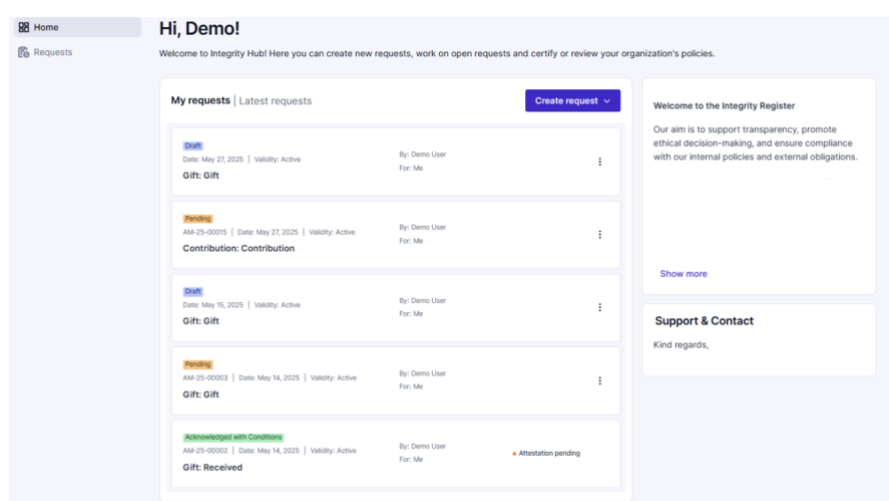 Home
Requests
Hi, Demo!
Welcome to Integrity Hub! Here you can create new requests, work on open requests and certify or review your organization's policies.
My requests | Latest requests
Create request
Draft
Date: May 27, 2025 | Validity: Active
Gift: Gift
By: Demo User
For: Me
Pending
AM-25-00015 | Date: May 27, 2025 | Validity: Active
Contribution: Contribution
By: Demo User
For: Me
Draft
Date: May 15, 2025 | Validity: Active
Gift: Gift
By: Demo User
For: Me
Pending
AM-25-00003 | Date: May 14, 2025 | Validity: Active
Gift: Gift
By: Demo User
For: Me
Acknowledged with Conditions
AM-25-00002 | Date: May 14, 2025 | Validity: Active
Gift: Received
By: Demo User
For: Me
Attestation pending
Welcome to the Integrity Register
Our aim is to support transparency, promote
ethical decision-making, and ensure compliance
with our internal policies and external obligations.
Show more
Support & Contact
Kind regards,